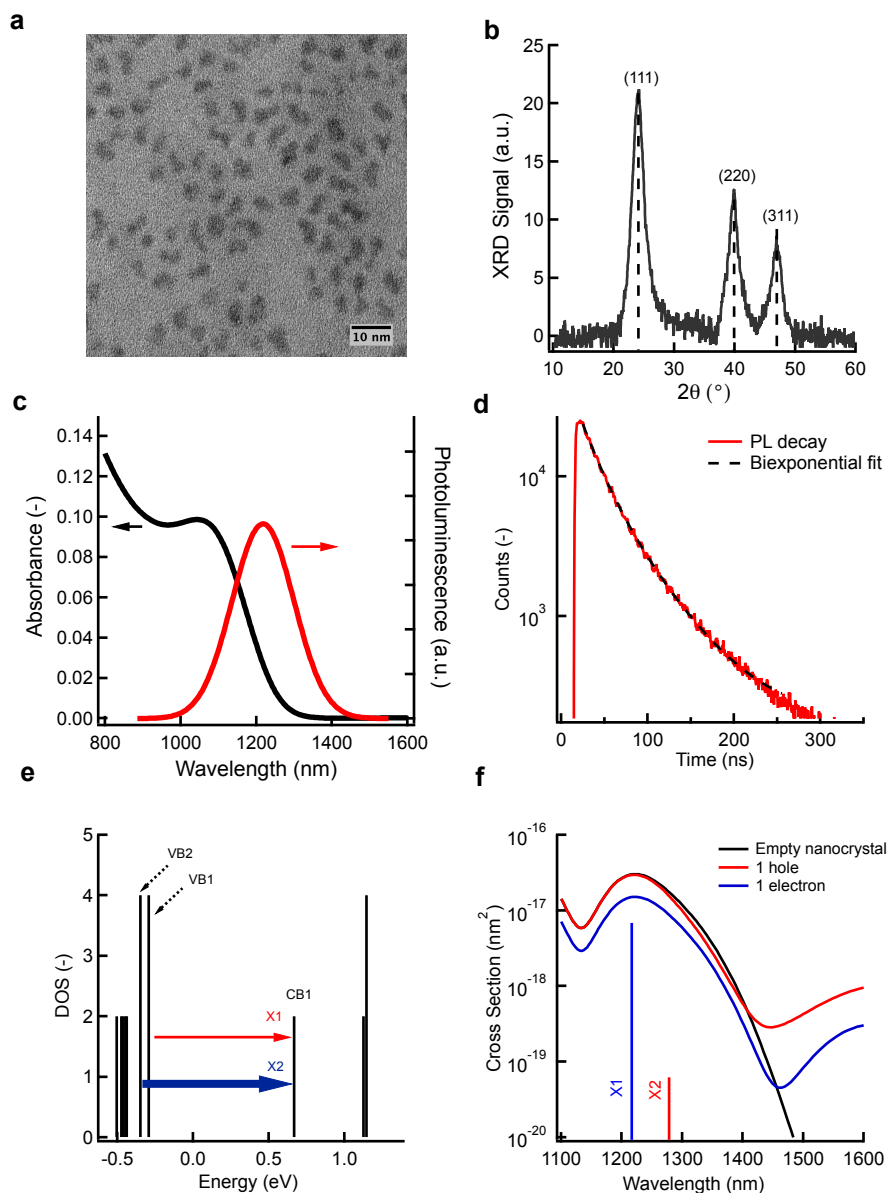 a
10 nm
b
XRD Signal (a.u.)
25
20
15
10
5
0
(111)
(220)
(311)
10
20
30
40
50
60
2θ (°)
c
Absorbance (-)
0.14
0.12
0.10
0.08
0.06
0.04
0.02
0.00
800
1000
1200
1400
1600
Wavelength (nm)
Photoluminescence (a.u.)
d
Counts (-)
10⁴
10³
PL decay
Biexponential fit
0
100
200
300
Time (ns)
e
DOS (-)
5
4
3
2
1
0
VB2
VB1
CB1
X1
X2
-0.5
0.0
0.5
1.0
Energy (eV)
f
Cross Section (nm²)
10⁻¹⁶
10⁻¹⁷
10⁻¹⁸
10⁻¹⁹
10⁻²⁰
Empty nanocrystal
1 hole
1 electron
X1
X2
1100
1200
1300
1400
1500
1600
Wavelength (nm)